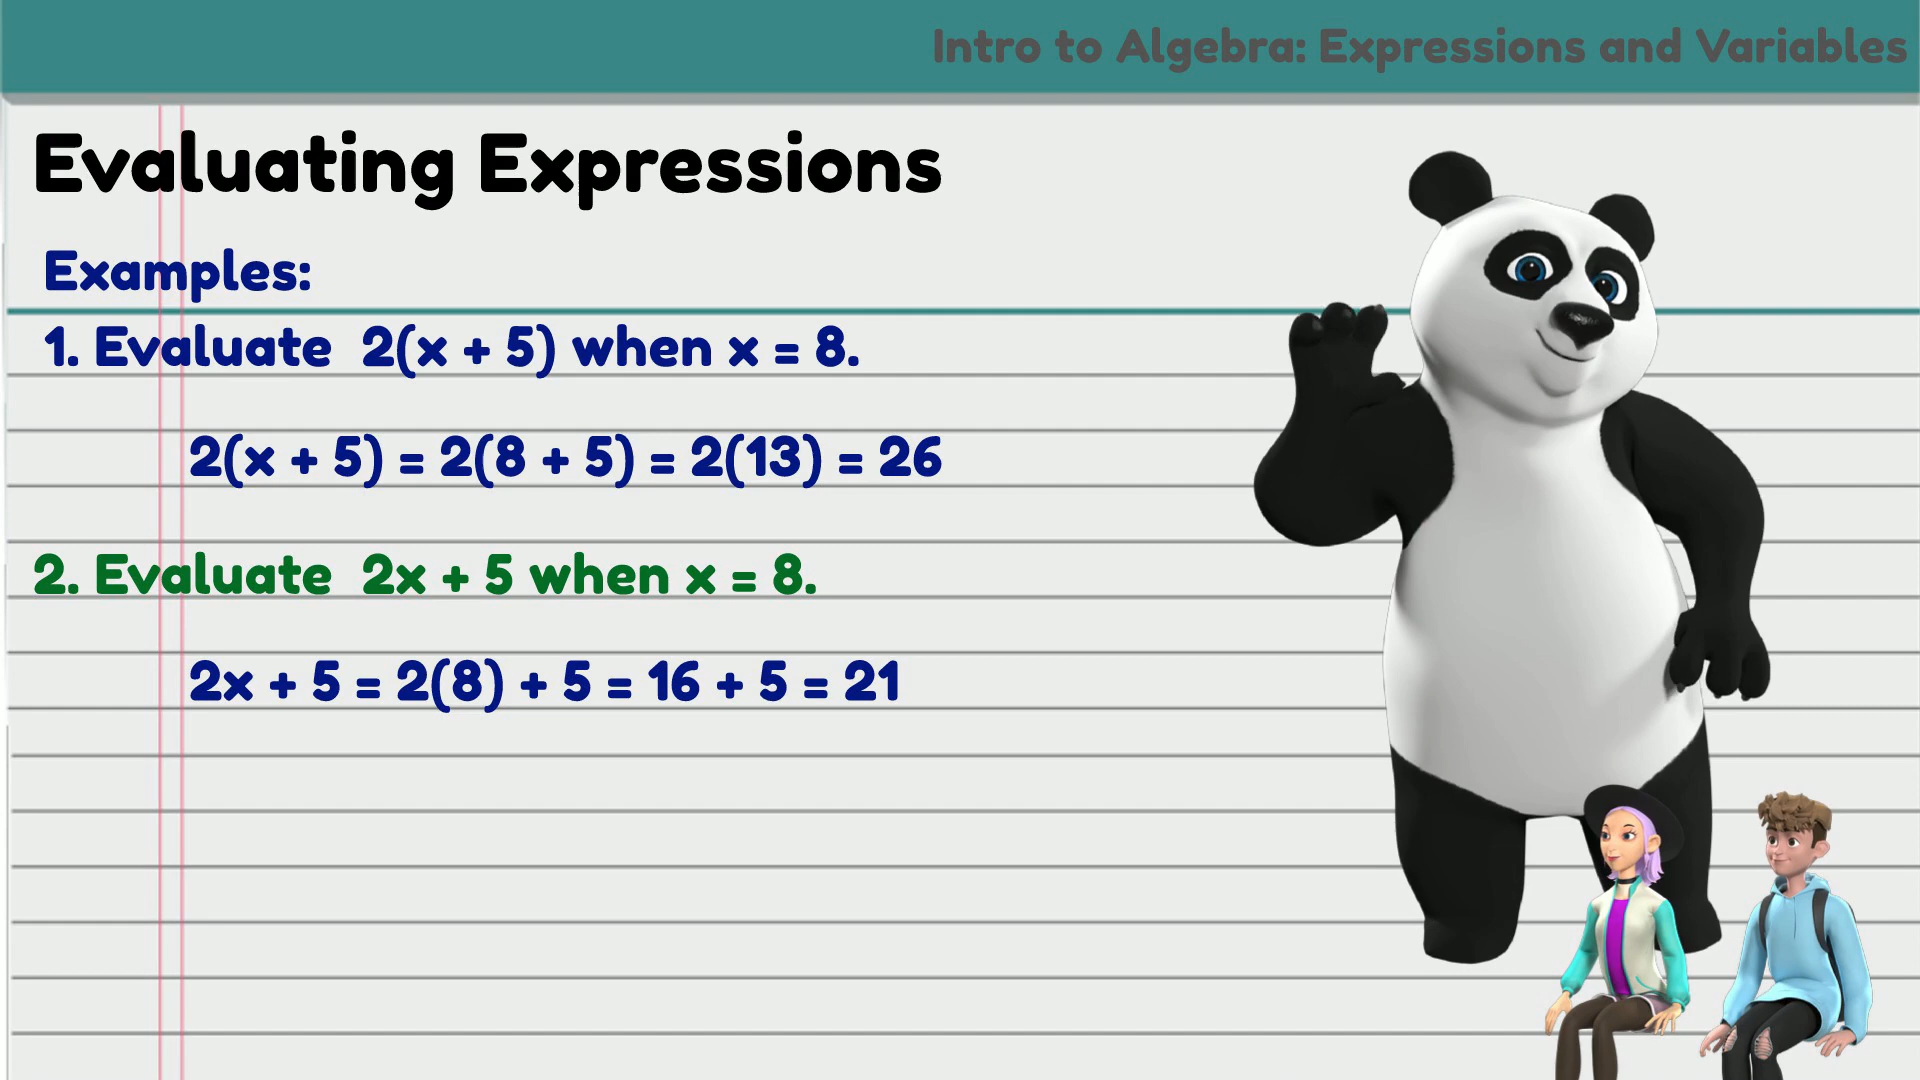 Intro to Algebra: Expressions and Variables
Evaluating Expressions
Examples:
1. Evaluate 2(x + 5) when x = 8.
2(x + 5) = 2(8 + 5) = 2(13) = 26
2. Evaluate 2x + 5 when x = 8.
2x + 5 = 2(8) + 5 = 16 + 5 = 21